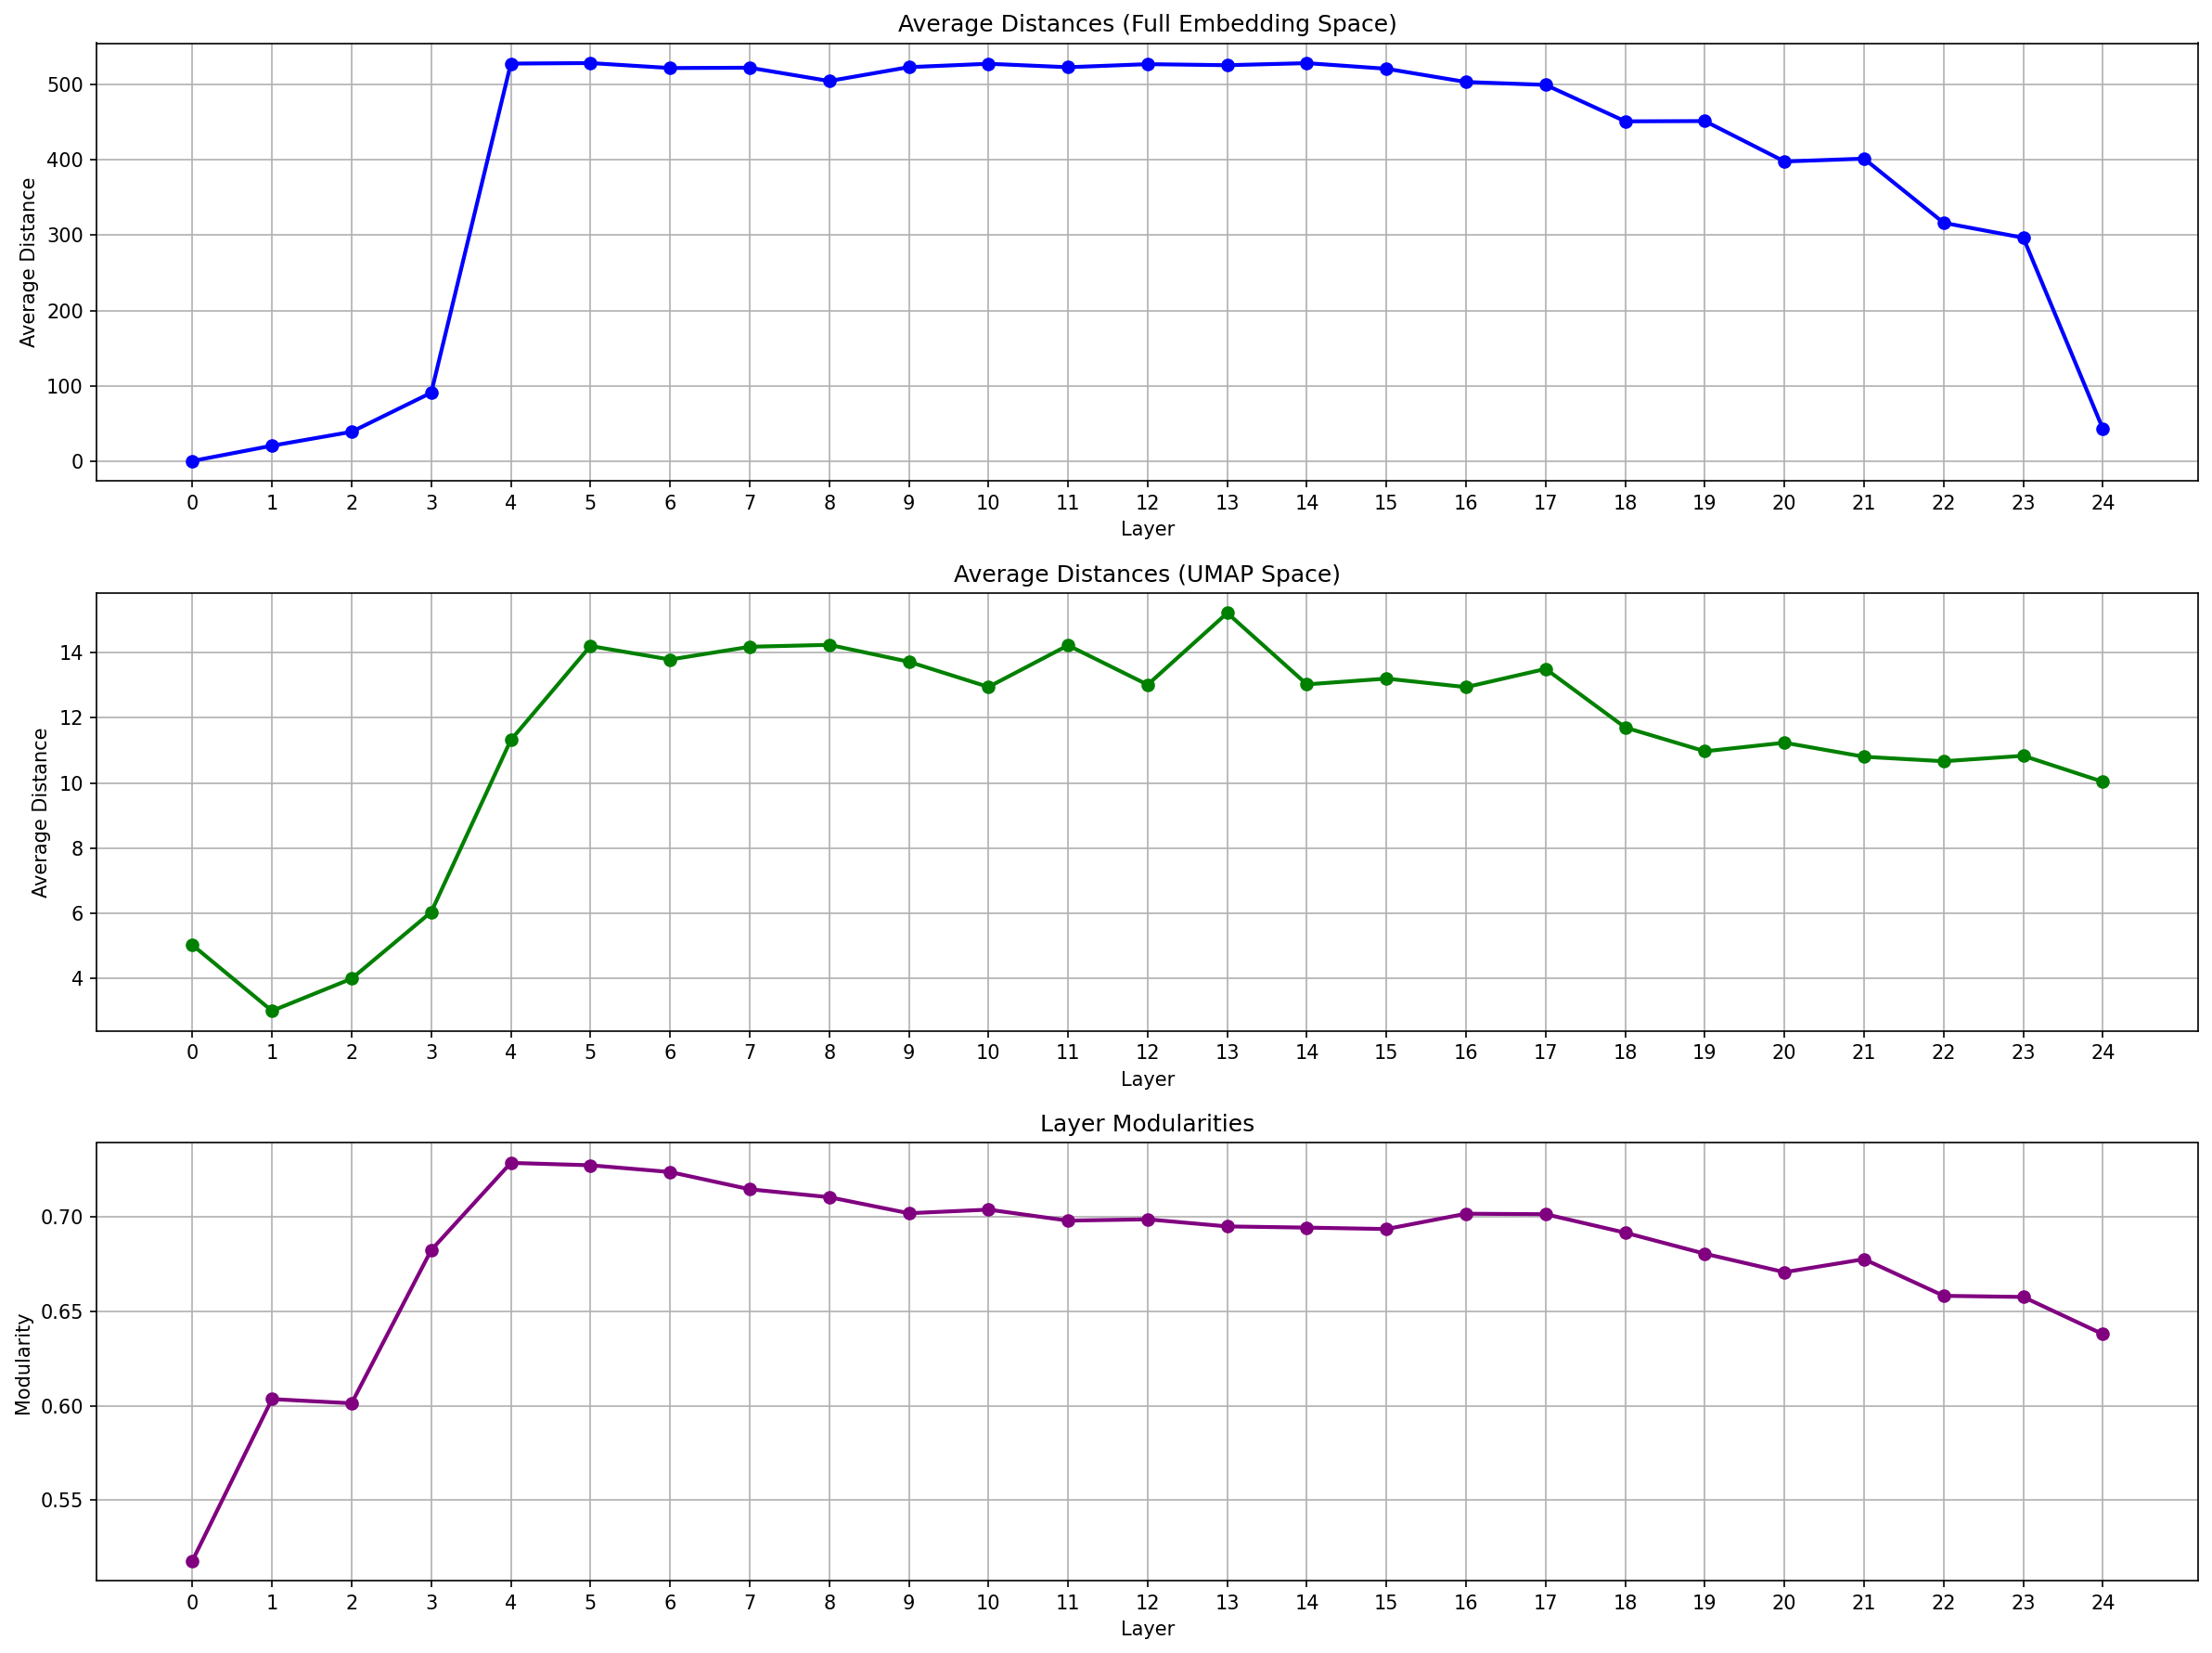 Average Distances (Full Embedding Space)
Average Distance
500
400
300
200
100
0
0 1 2 3 4 5 6 7 8 9 10 11 12 13 14 15 16 17 18 19 20 21 22 23 24
Layer
Average Distances (UMAP Space)
Average Distance
14
12
10
8
6
4
0 1 2 3 4 5 6 7 8 9 10 11 12 13 14 15 16 17 18 19 20 21 22 23 24
Layer
Layer Modularities
Modularity
0.70
0.65
0.60
0.55
0 1 2 3 4 5 6 7 8 9 10 11 12 13 14 15 16 17 18 19 20 21 22 23 24
Layer